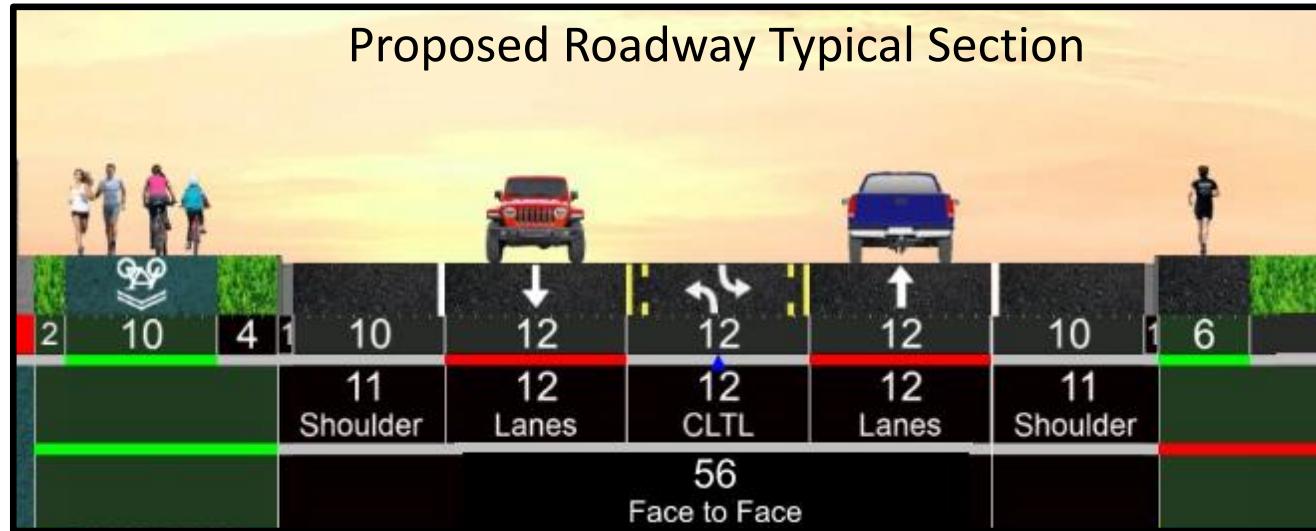 Proposed Roadway Typical Section
2 10 4 1 10 12 12 12 10 1 6
11 12 12 12 11
Shoulder Lanes CLTL Lanes Shoulder
56
Face to Face